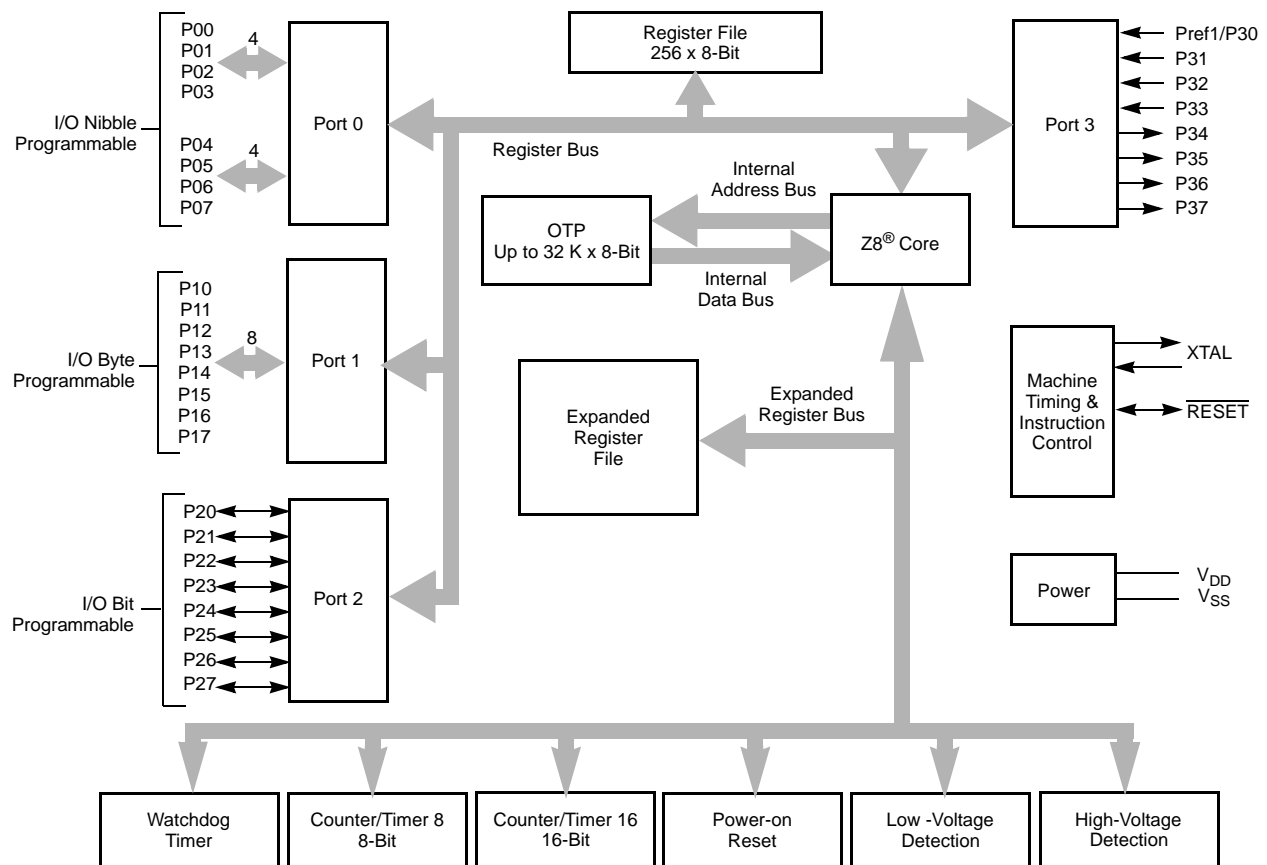 I/O Nibble
Programmable
P00
P01
P02
P03
4
P04
P05
P06
P07
4
Port 0
Register File
256 x 8-Bit
Register Bus
Port 3
Pref1/P30
P31
P32
P33
P34
P35
P36
P37
Internal
Address Bus
OTP
Up to 32 K x 8-Bit
Z8® Core
Internal
Data Bus
I/O Byte
Programmable
P10
P11
P12
P13
P14
P15
P16
P17
8
Port 1
Expanded
Register
File
Expanded
Register Bus
Machine
Timing &
Instruction
Control
XTAL
RESET
I/O Bit
Programmable
P20
P21
P22
P23
P24
P25
P26
P27
Port 2
Power
VDD
VSS
Watchdog
Timer
Counter/Timer 8
8-Bit
Counter/Timer 16
16-Bit
Power-on
Reset
Low -Voltage
Detection
High-Voltage
Detection